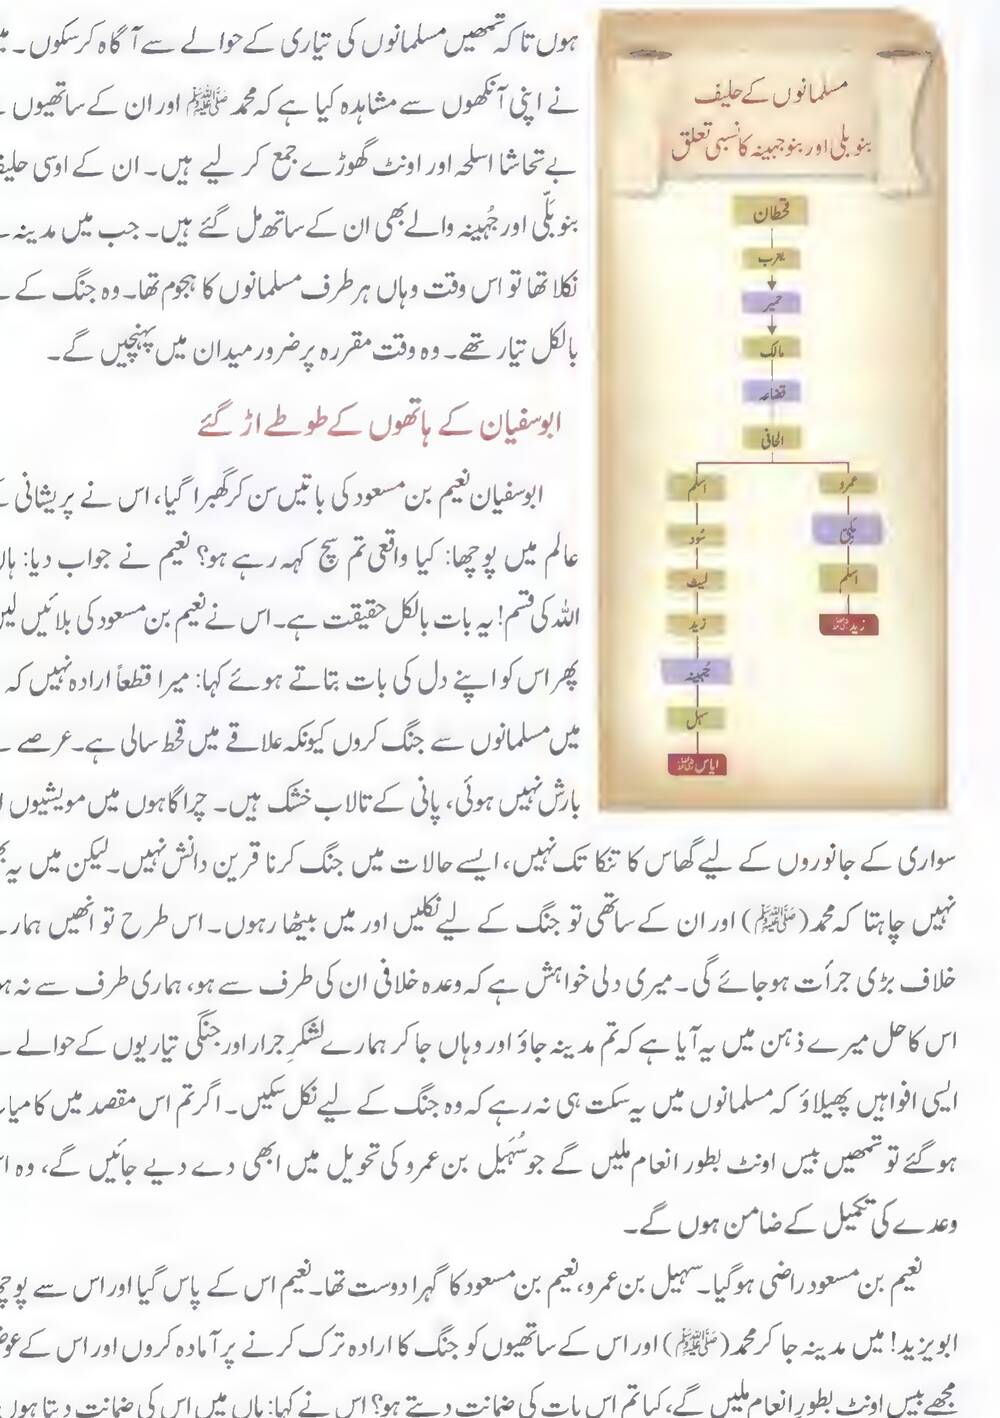 ہوں تاکہ تمھیں مسلمانوں کی تیاری کے حوالے سے آگاہ کر سکوں۔
نے اپنی آنکھوں سے مشاہدہ کیا ہے کہ محمد ﷺ اور ان کے ساتھیوں
بے تحاشا اسلحہ اور اونٹ گھوڑے جمع کر لیے ہیں۔ ان کے اوسی
بنو بَلّی اور جُہینہ والے بھی ان کے ساتھ مل گئے ہیں۔ جب میں مدینہ
نکلا تھا تو اس وقت وہاں ہر طرف مسلمانوں کا ہجوم تھا۔ وہ جنگ کے
بالکل تیار تھے۔ وہ وقت مقررہ پر ضرور میدان میں پہنچیں گے۔
ابوسفیان کے ہاتھوں کے طوطے اڑ گئے
ابوسفیان نعیم بن مسعود کی باتیں سن کر گھبرا گیا، اس نے پریشانی
عالم میں پوچھا: کیا واقعی تم سچ کہہ رہے ہو؟ نعیم نے جواب دیا:
اللہ کی قسم! یہ بات بالکل حقیقت ہے۔ اس نے نعیم بن مسعود کی بلائیں لیں
پھر اس کو اپنے دل کی بات بتاتے ہوئے کہا: میرا قطعاً ارادہ نہیں کہ
میں مسلمانوں سے جنگ کروں کیونکہ علاقے میں قحط سالی ہے۔ عرصے
بارش نہیں ہوئی، پانی کے تالاب خشک ہیں۔ چراگاہوں میں مویشیوں
مسلمانوں کے حلیف
بنو بلی اور بنو جہینہ کا نسبی تعلق
قحطان
یعرب
حمیر
مالک
قضاعہ
الحافی
عمرو
بَلِیّ
اسلم
زید رضی اللہ عنہ
اسلم
سُود
لیث
زید
جُہینہ
سہل
ایاس رضی اللہ عنہ
سواری کے جانوروں کے لیے گھاس کا تنکا تک نہیں، ایسے حالات میں جنگ کرنا قرین دانش نہیں۔ لیکن میں یہ
نہیں چاہتا کہ محمد (ﷺ) اور ان کے ساتھی تو جنگ کے لیے نکلیں اور میں بیٹھا رہوں۔ اس طرح تو انھیں ہمارے
خلاف بڑی جرأت ہو جائے گی۔ میری دلی خواہش ہے کہ وعدہ خلافی ان کی طرف سے ہو، ہماری طرف سے نہ ہو
اس کا حل میرے ذہن میں یہ آیا ہے کہ تم مدینہ جاؤ اور وہاں جا کر ہمارے لشکرِ جرار اور جنگی تیاریوں کے حوالے
ایسی افواہیں پھیلاؤ کہ مسلمانوں میں یہ سکت ہی نہ رہے کہ وہ جنگ کے لیے نکل سکیں۔ اگر تم اس مقصد میں
ہو گئے تو تمھیں بیس اونٹ بطور انعام ملیں گے جو سُہَیل بن عمرو کی تحویل میں ابھی دے دیے جائیں گے، وہ
وعدے کی تکمیل کے ضامن ہوں گے۔
نعیم بن مسعود راضی ہو گیا۔ سہیل بن عمرو، نعیم بن مسعود کا گہرا دوست تھا۔ نعیم اس کے پاس گیا اور اس سے
ابو یزید! میں مدینہ جا کر محمد (ﷺ) اور اس کے ساتھیوں کو جنگ کا ارادہ ترک کرنے پر آمادہ کروں اور اس کے
مجھے بیس اونٹ بطور انعام ملیں گے، کیا تم اس بات کی ضمانت دیتے ہو؟ اس نے کہا: ہاں میں اس کی ضمانت دیتا ہوں